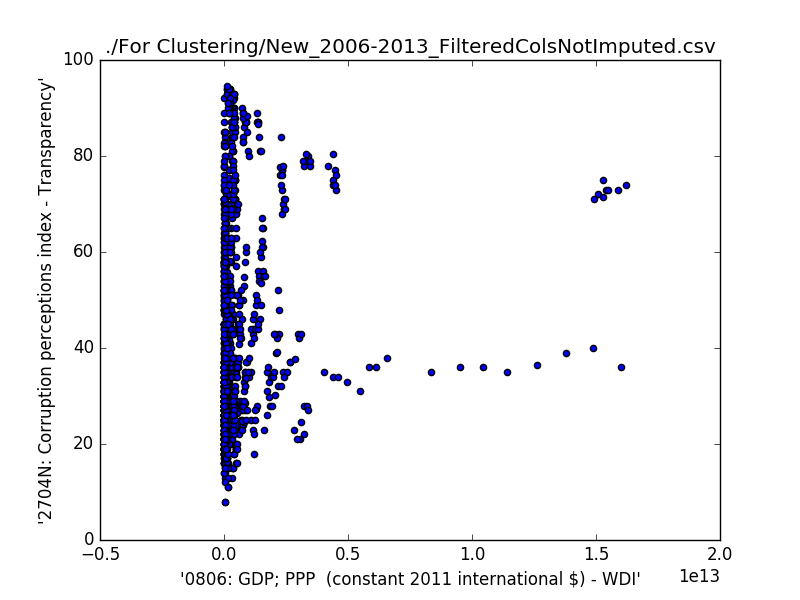 ./For Clustering/New_2006-2013_FilteredColsNotImputed.csv
100
80
60
40
20
0
'2704N: Corruption perceptions index - Transparency'
−0.5 0.0 0.5 1.0 1.5 2.0
1e13
'0806: GDP; PPP  (constant 2011 international $) - WDI'